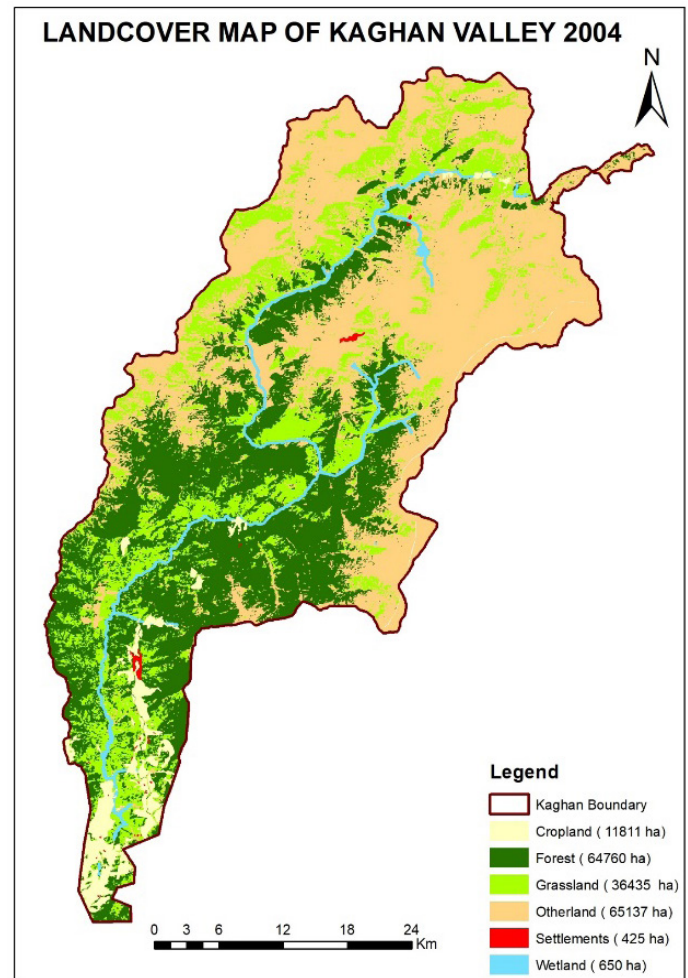 LANDCOVER MAP OF KAGHAN VALLEY 2004
N
Legend
Kaghan Boundary
Cropland ( 11811 ha)
Forest ( 64760 ha)
Grassland ( 36435 ha)
Otherland ( 65137 ha)
Settlements ( 425 ha)
Wetland ( 650 ha)
0 3 6 12 18 24
Km